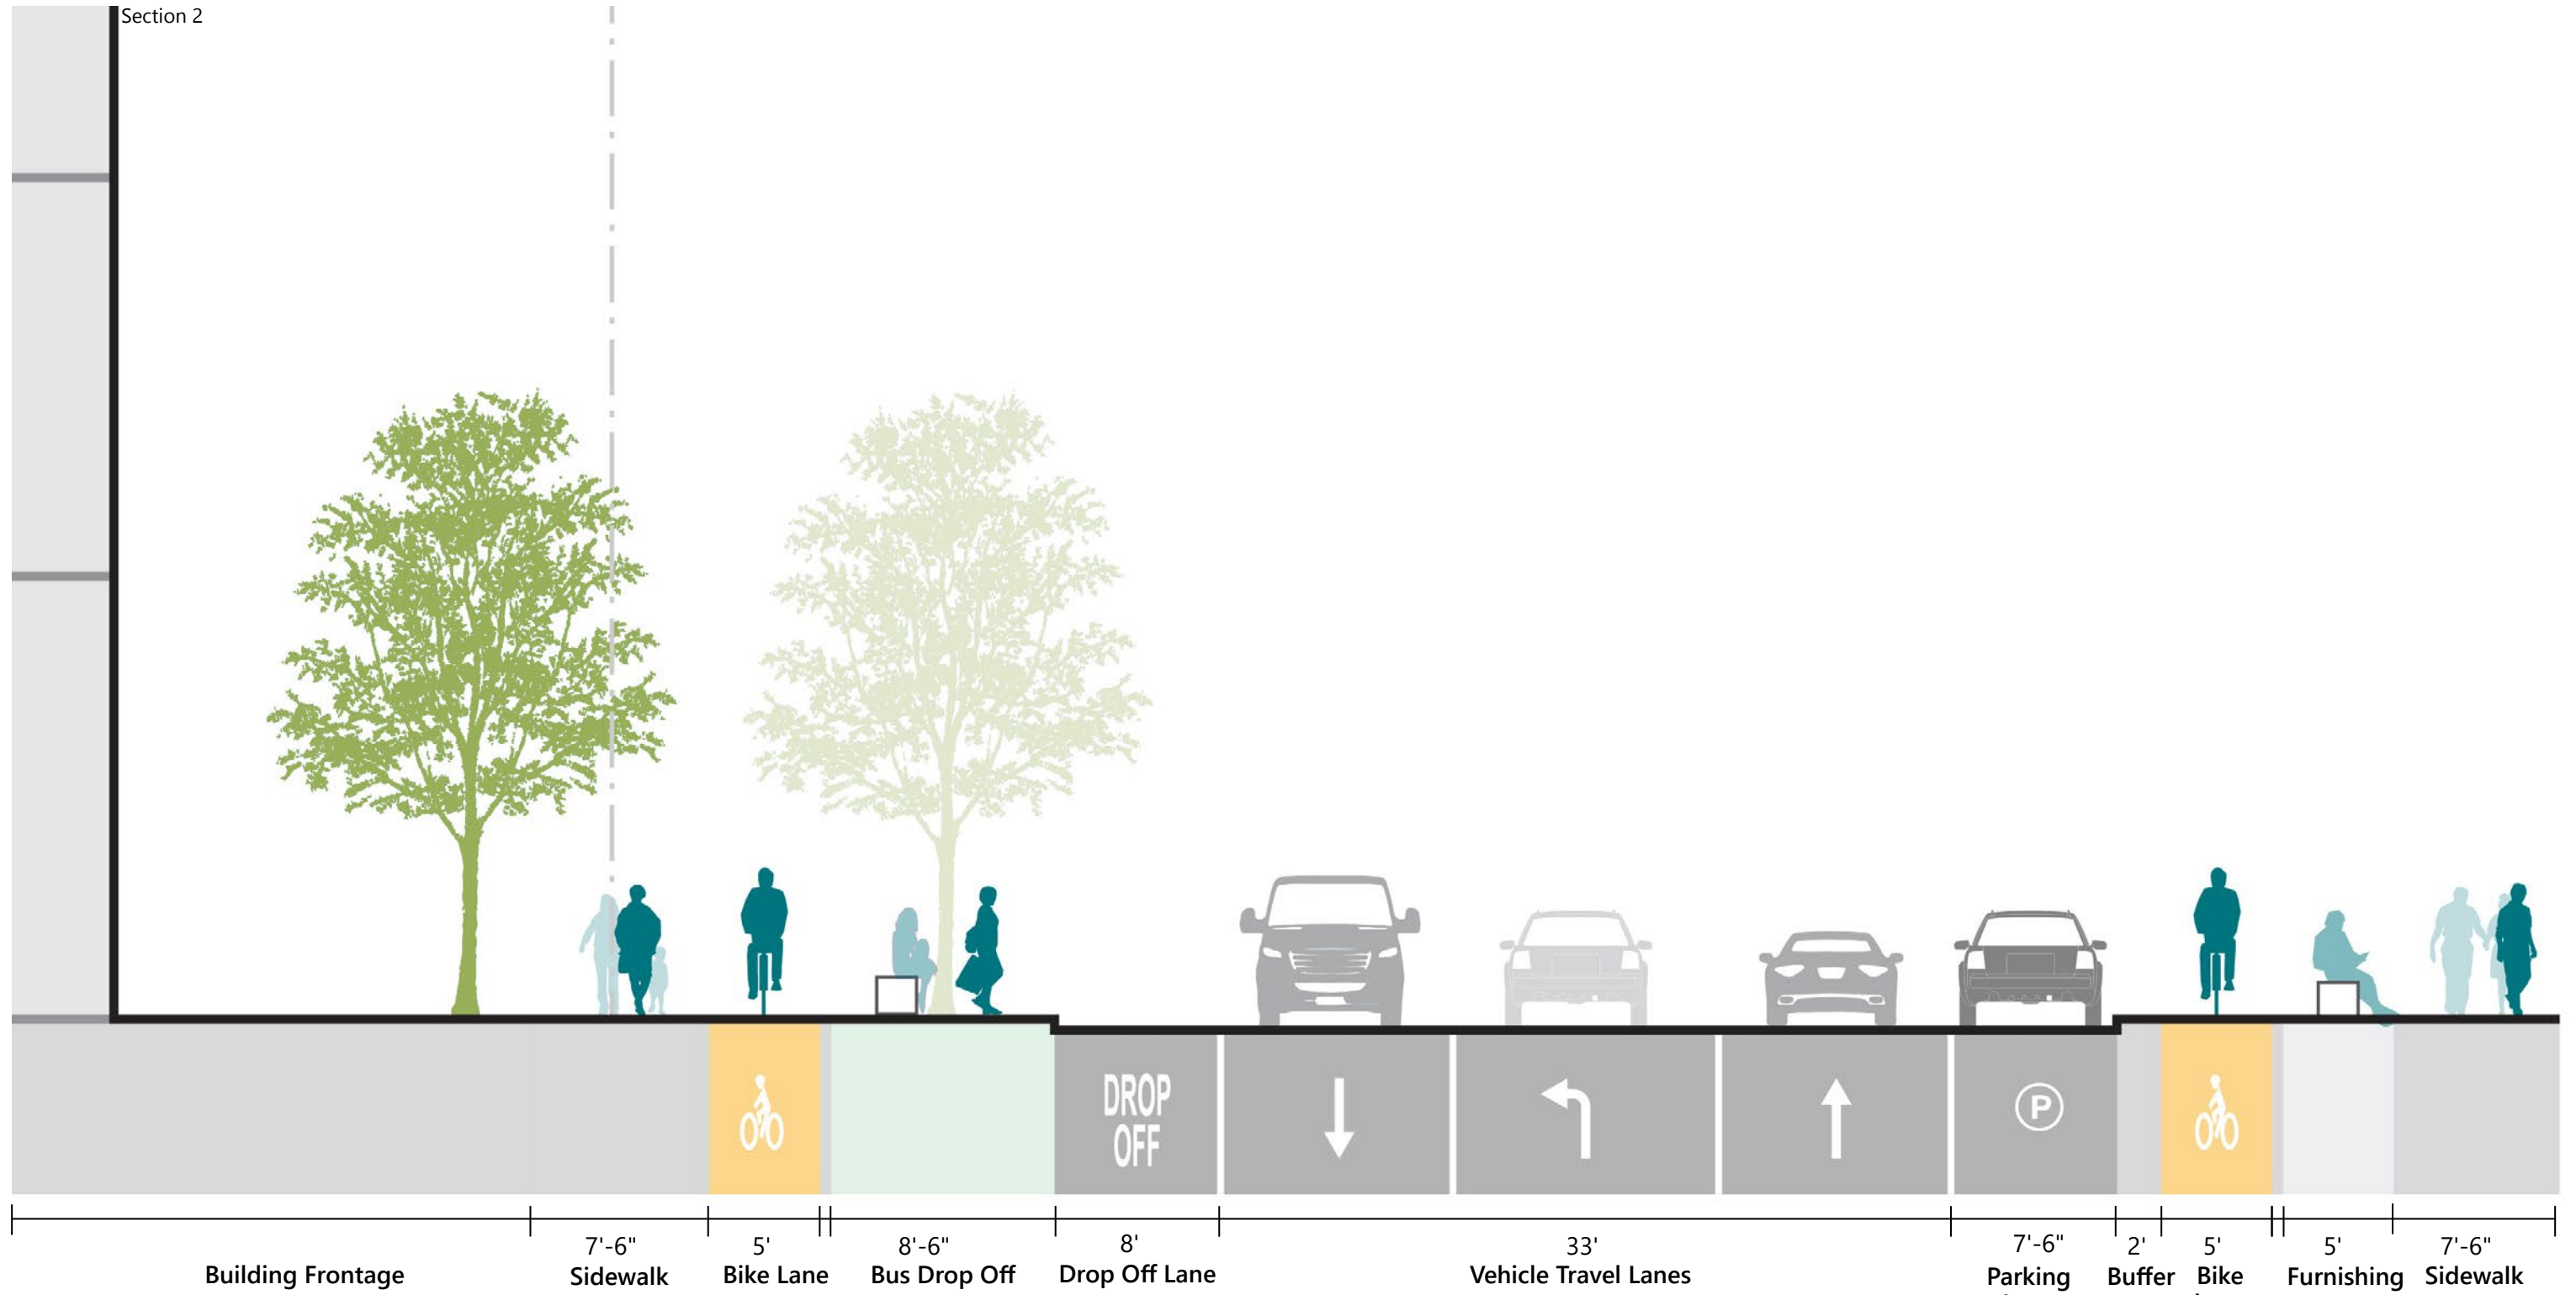 Section 2
DROP
OFF
P
7'-6"
Sidewalk
5'
Bike Lane
8'-6"
Bus Drop Off
8'
Drop Off Lane
33'
Vehicle Travel Lanes
7'-6"
Parking
2'
Buffer
5'
Bike
5'
Furnishing
7'-6"
Sidewalk
Building Frontage